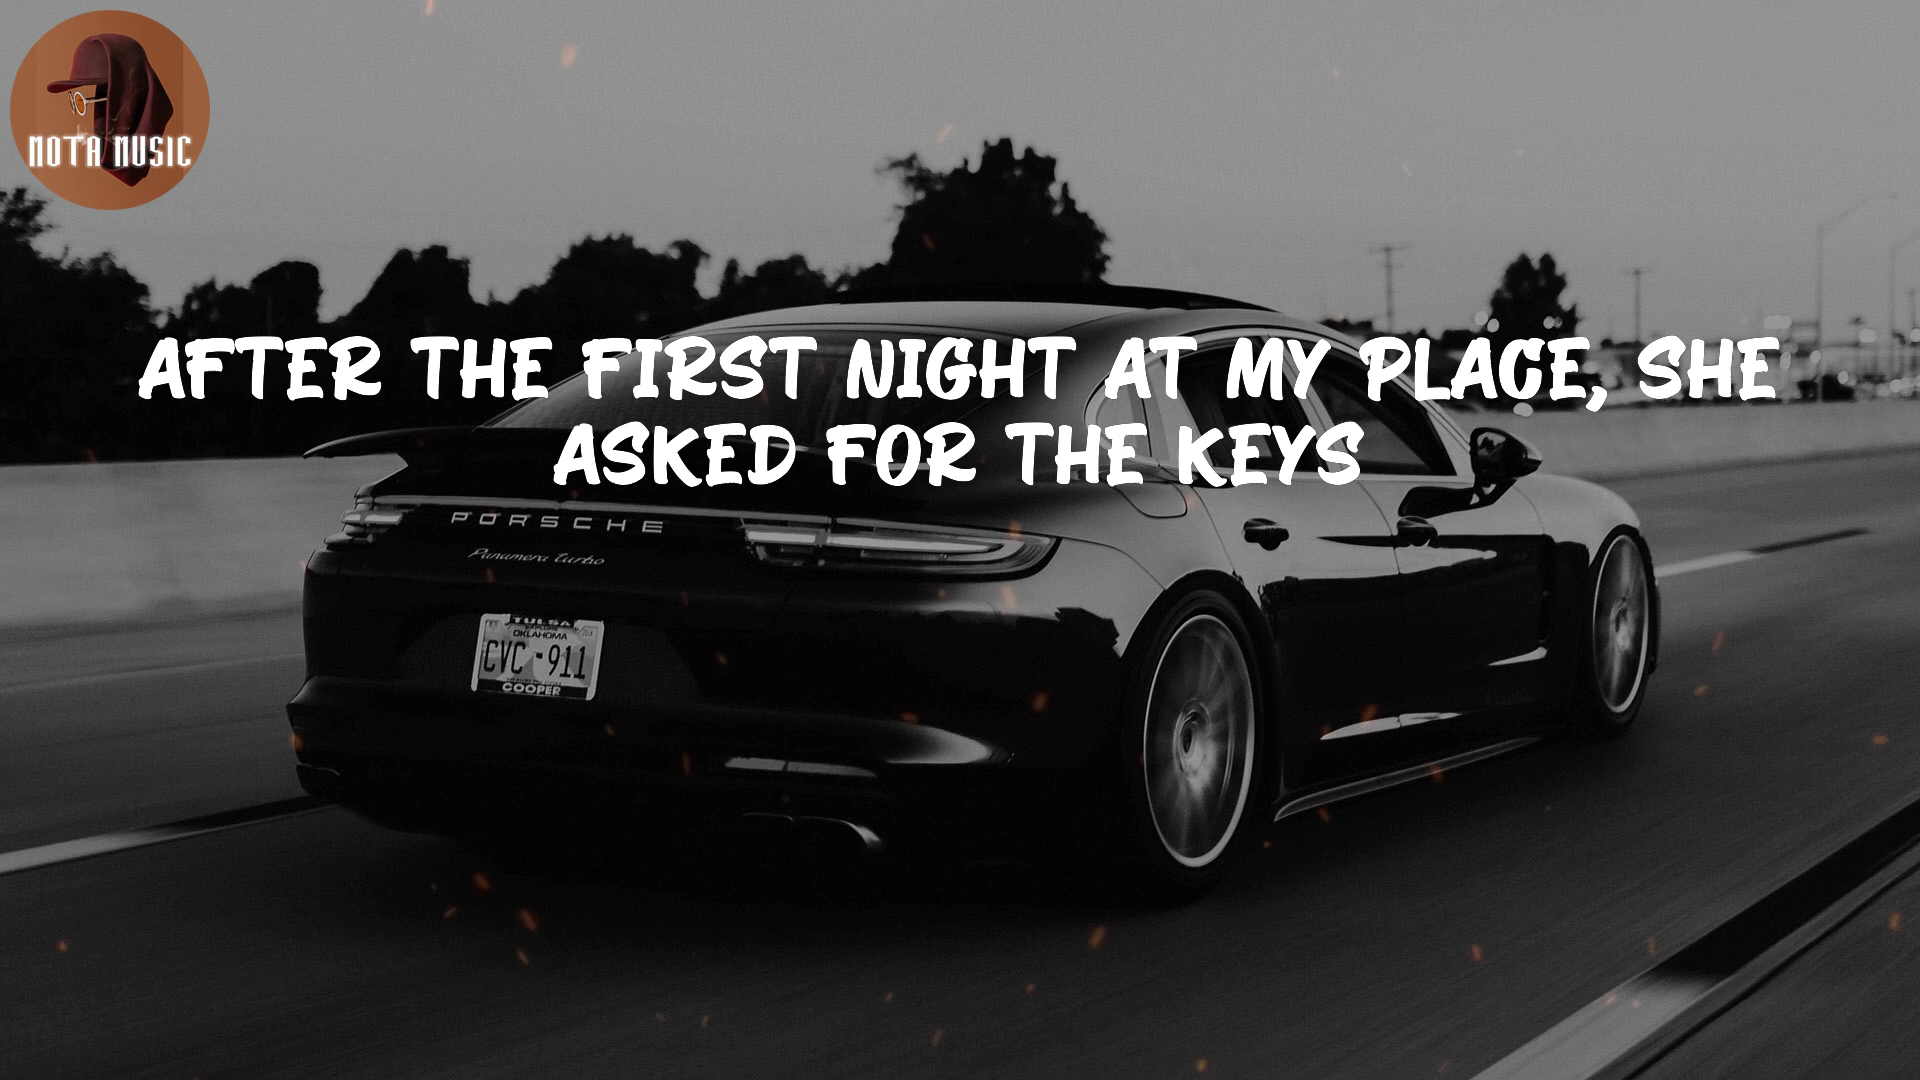 MOTA MUSIC
AFTER THE FIRST NIGHT AT MY PLACE, SHE
ASKED FOR THE KEYS
PORSCHE
Panamera turbo
TULSA
OKLAHOMA
CVC-911
COOPER